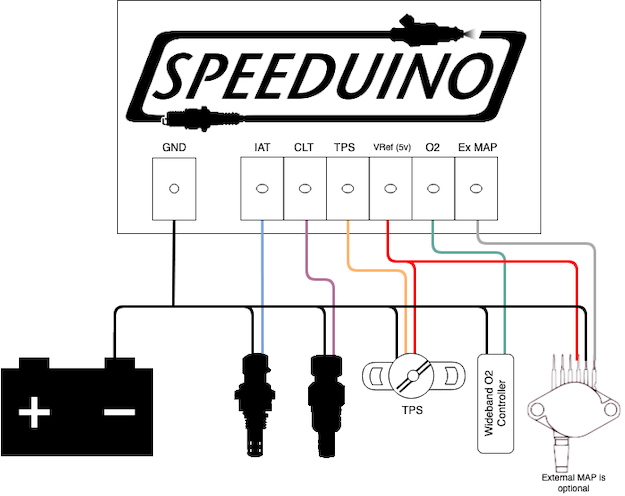 SPEEDUINO
GND
IAT
CLT
TPS
VRef (5v)
O2
Ex MAP
+
−
TPS
Wideband O2
Controller
External MAP is
optional